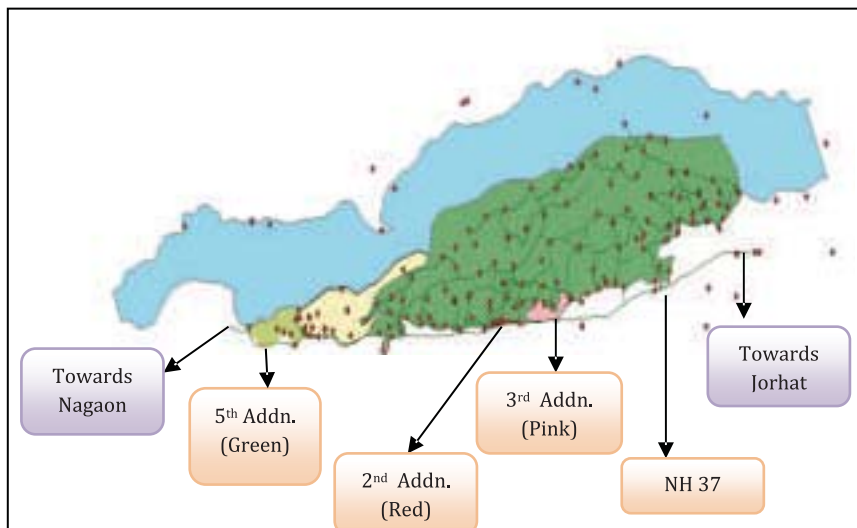 Towards
Nagaon
5th Addn.
(Green)
2nd Addn.
(Red)
3rd Addn.
(Pink)
NH 37
Towards
Jorhat